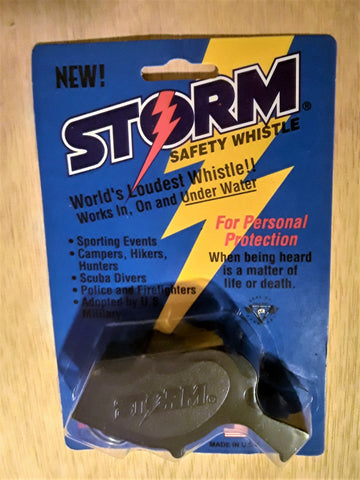 NEW!
STORM®
SAFETY WHISTLE
World's Loudest Whistle!!
Works In, On and Under Water
For Personal
Protection
When being heard
is a matter of
life or death.
• Sporting Events
• Campers, Hikers,
Hunters
• Scuba Divers
• Police and Firefighters
• Adopted by U.S.
Military
STORM
MADE IN U.S.A.